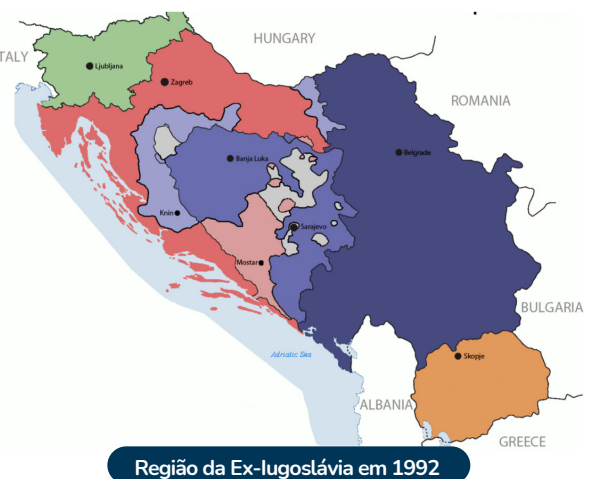 HUNGARY
TALY
Ljubljana
Zagreb
ROMANIA
Banja Luka
Belgrade
Knin
Sarajevo
Mostar
BULGARIA
Adriatic Sea
Skopje
ALBANIA
GREECE
Região da Ex-Iugoslávia em 1992